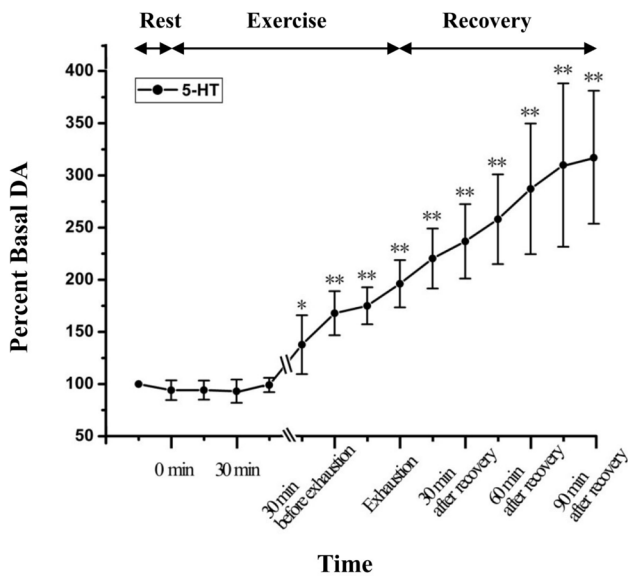 Rest Exercise Recovery
400
350
300
250
200
150
100
50
5-HT
Percent Basal DA
*
**
**
**
**
**
**
**
**
**
0 min
30 min
30 min
before exhaustion
Exhaustion
30 min
after recovery
60 min
after recovery
90 min
after recovery
Time